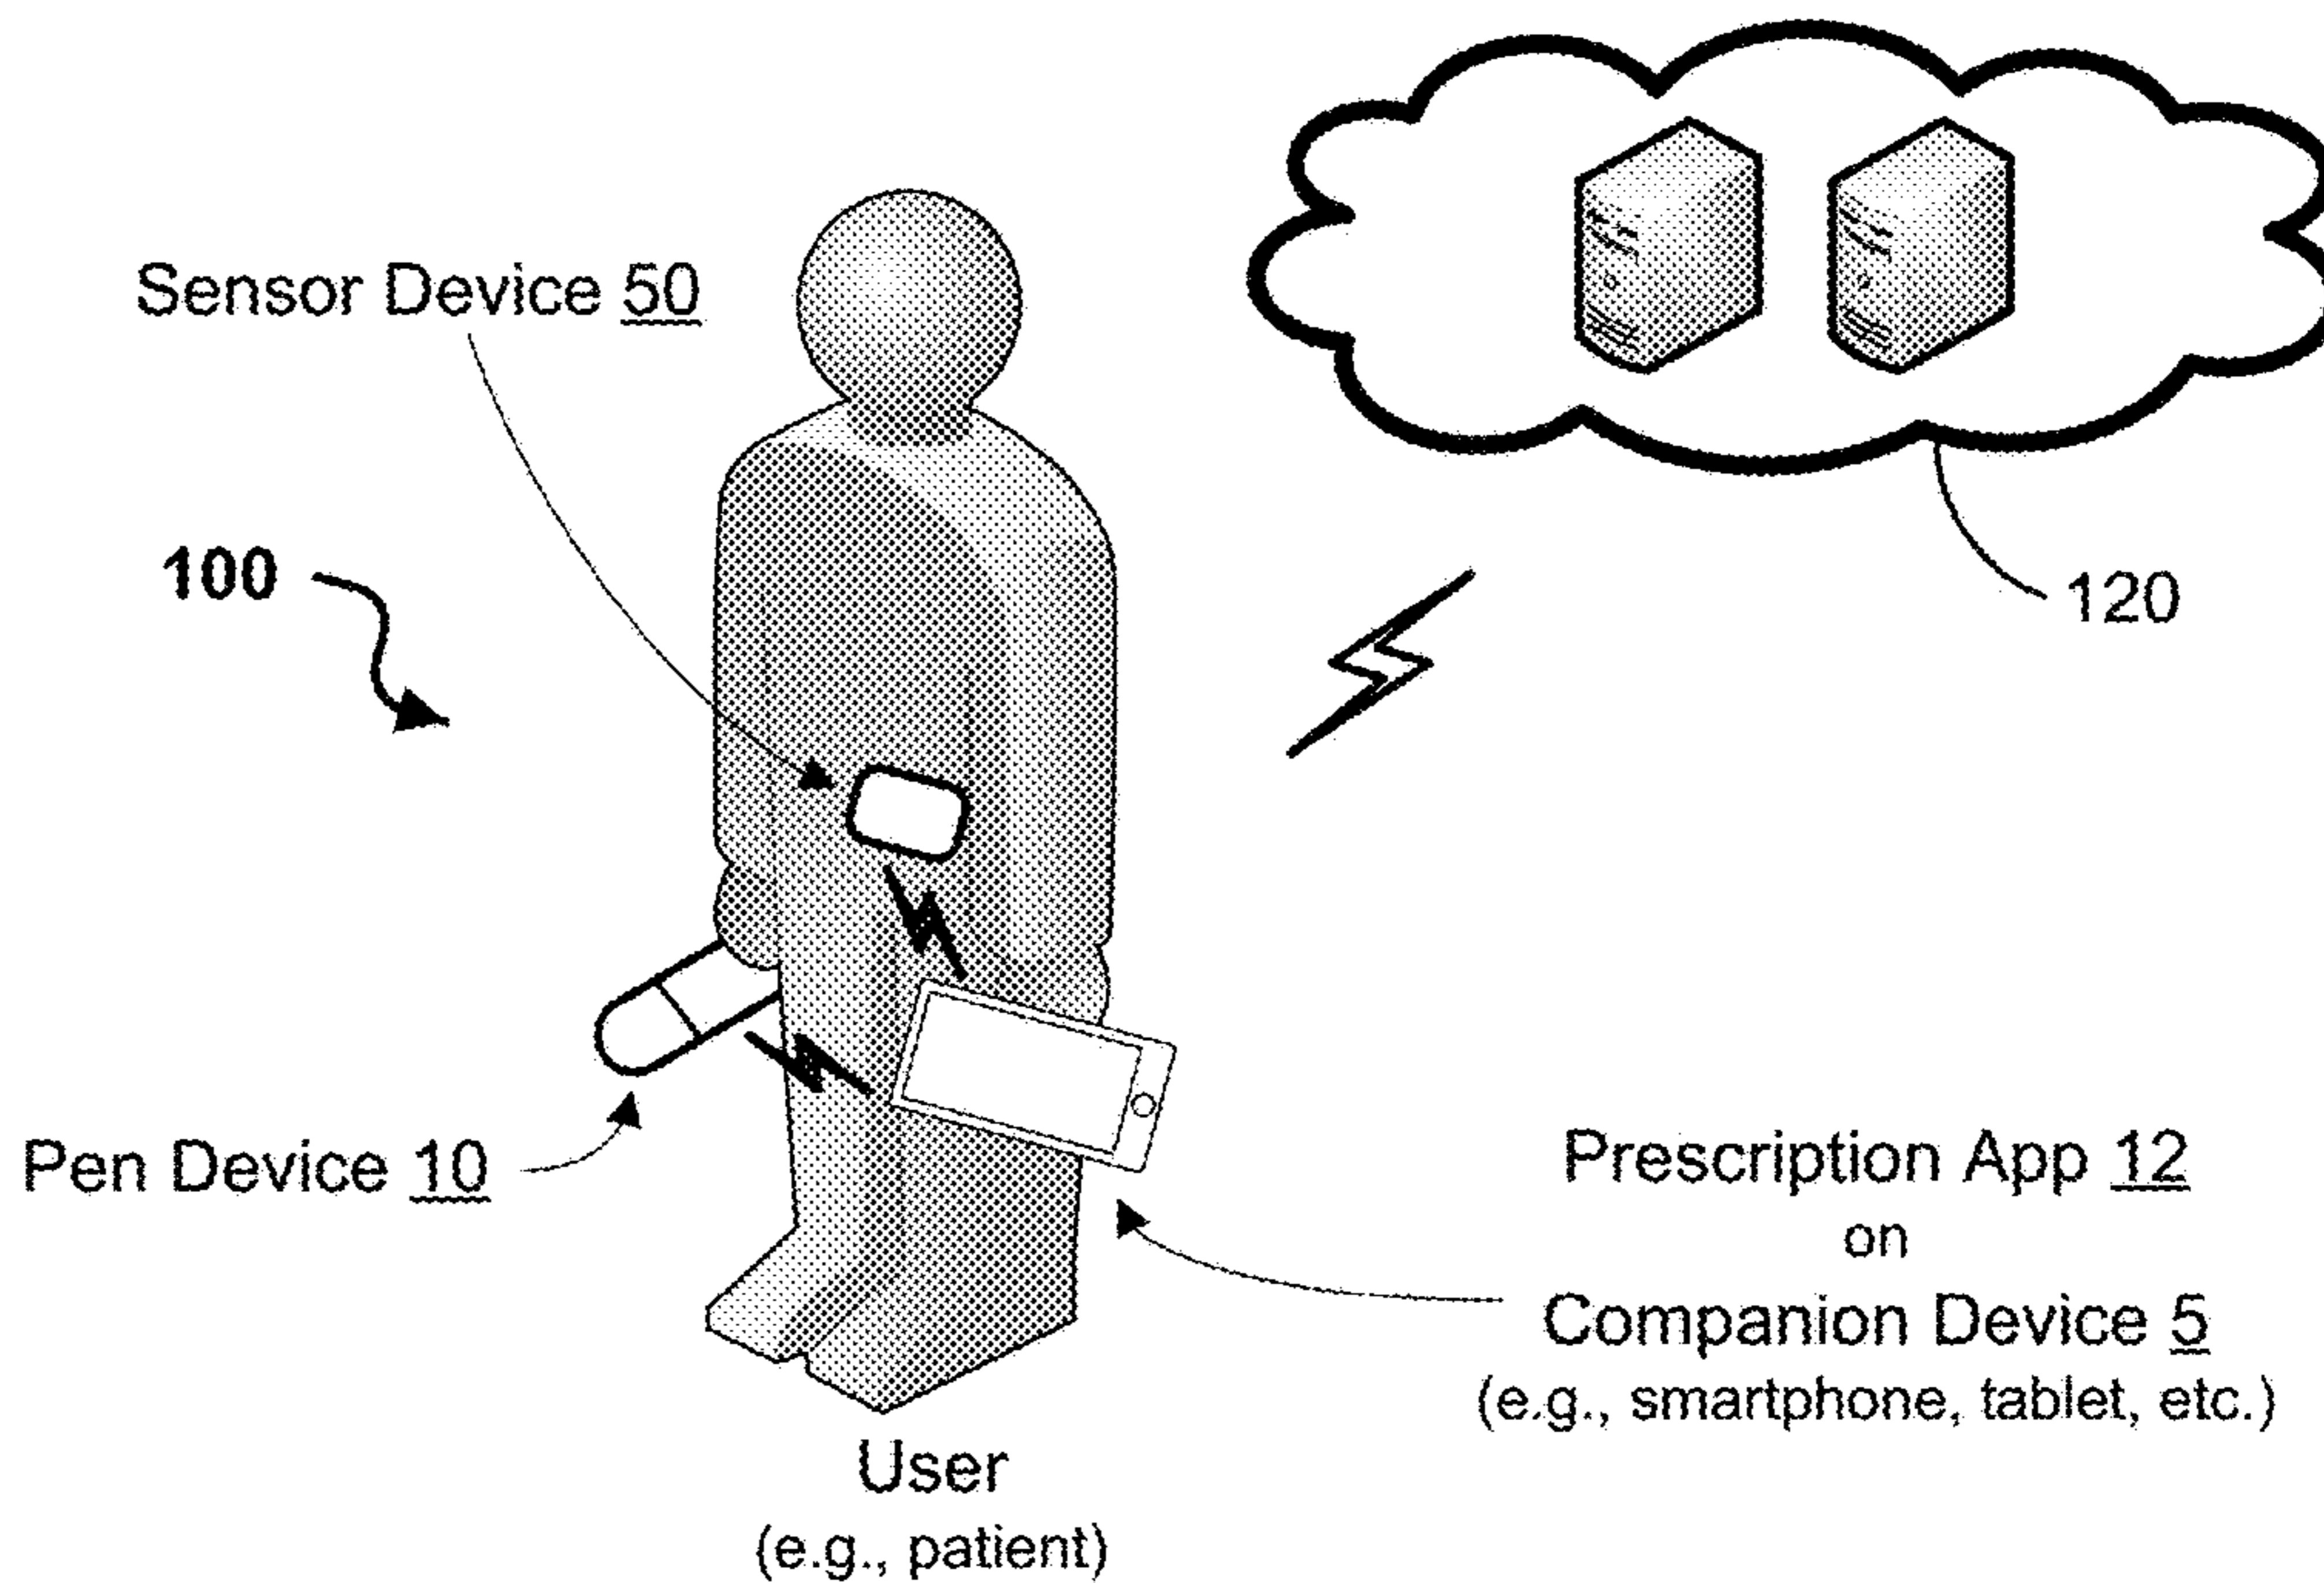 Sensor Device 50
100
120
Pen Device 10
Prescription App 12
on
Companion Device 5
(e.g., smartphone, tablet, etc.)
User
(e.g., patient)